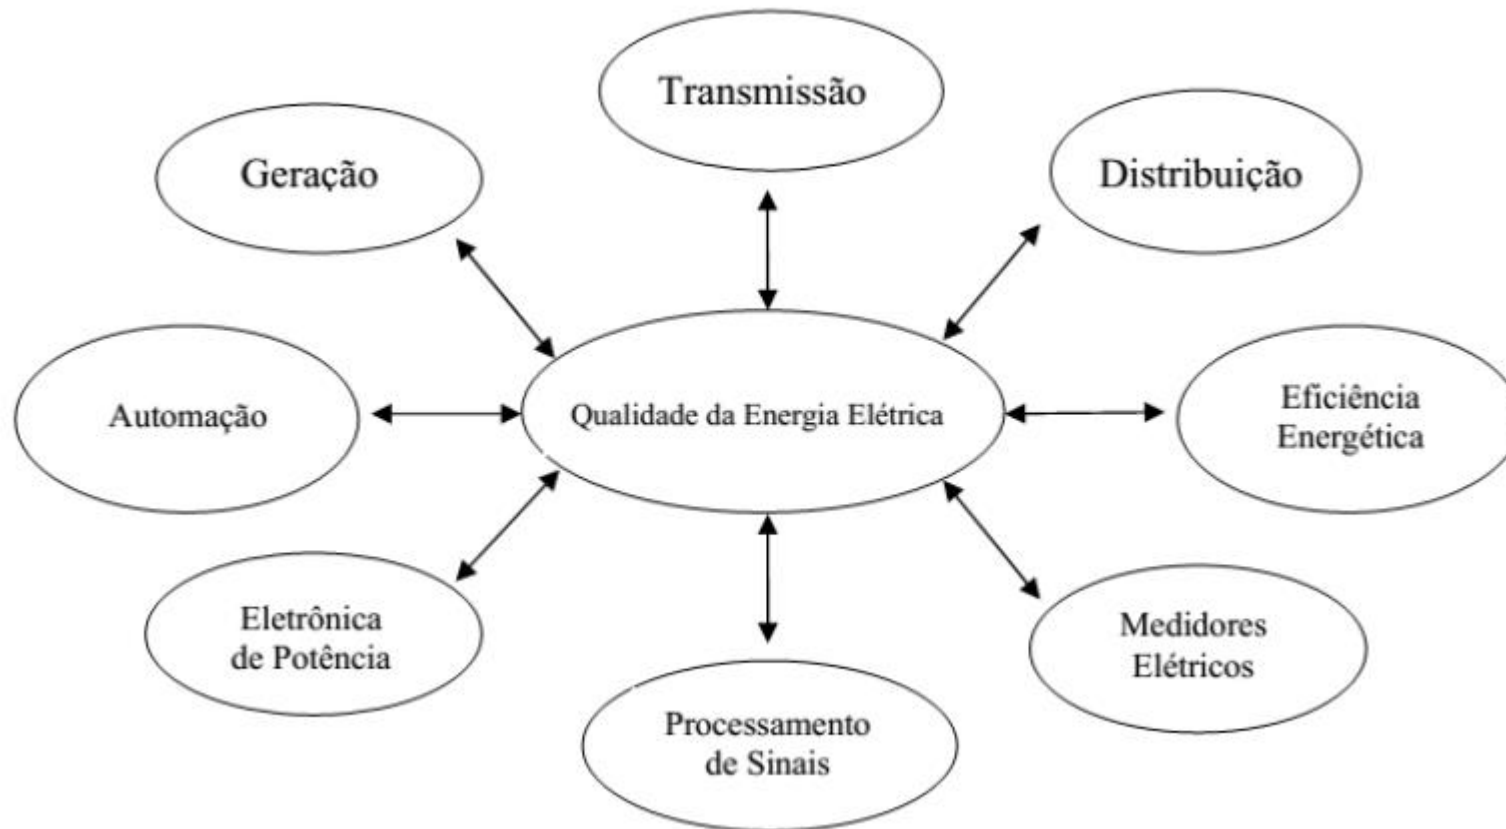 Transmissão
Geração
Distribuição
Automação
Qualidade da Energia Elétrica
Eficiência
Energética
Eletrônica
de Potência
Medidores
Elétricos
Processamento
de Sinais